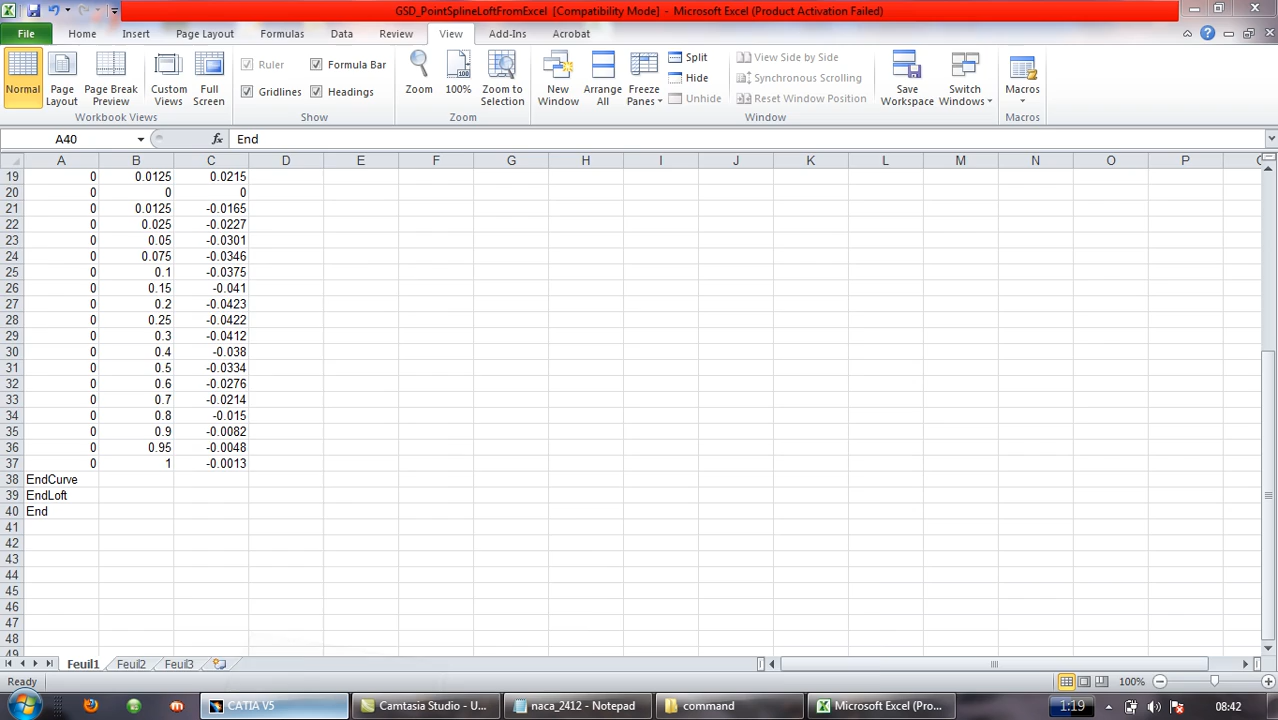 GSD_PointSplineLoftFromExcel [Compatibility Mode] - Microsoft Excel (Product Activation Failed)
File Home Insert Page Layout Formulas Data Review View Add-Ins Acrobat
Normal Page Layout Page Break Preview Custom Views Full Screen
Workbook Views
Ruler Formula Bar
Gridlines Headings
Show
Zoom 100% Zoom to Selection
Zoom
New Window Arrange All Freeze Panes
Split
Hide
Unhide
View Side by Side
Synchronous Scrolling
Reset Window Position
Save Workspace Switch Windows
Window
Macros
Macros
A40 fx End
A B C D E F G H I J K L M N O P
19 0 0.0125 0.0215
20 0 0 0
21 0 0.0125 -0.0165
22 0 0.025 -0.0227
23 0 0.05 -0.0301
24 0 0.075 -0.0346
25 0 0.1 -0.0375
26 0 0.15 -0.041
27 0 0.2 -0.0423
28 0 0.25 -0.0422
29 0 0.3 -0.0412
30 0 0.4 -0.038
31 0 0.5 -0.0334
32 0 0.6 -0.0276
33 0 0.7 -0.0214
34 0 0.8 -0.015
35 0 0.9 -0.0082
36 0 0.95 -0.0048
37 0 1 -0.0013
38 EndCurve
39 EndLoft
40 End
41
42
43
44
45
46
47
48
49
Feuil1 Feuil2 Feuil3
Ready 100%
CATIA V5 Camtasia Studio - U... naca_2412 - Notepad command Microsoft Excel (Pro... 1:19 08:42